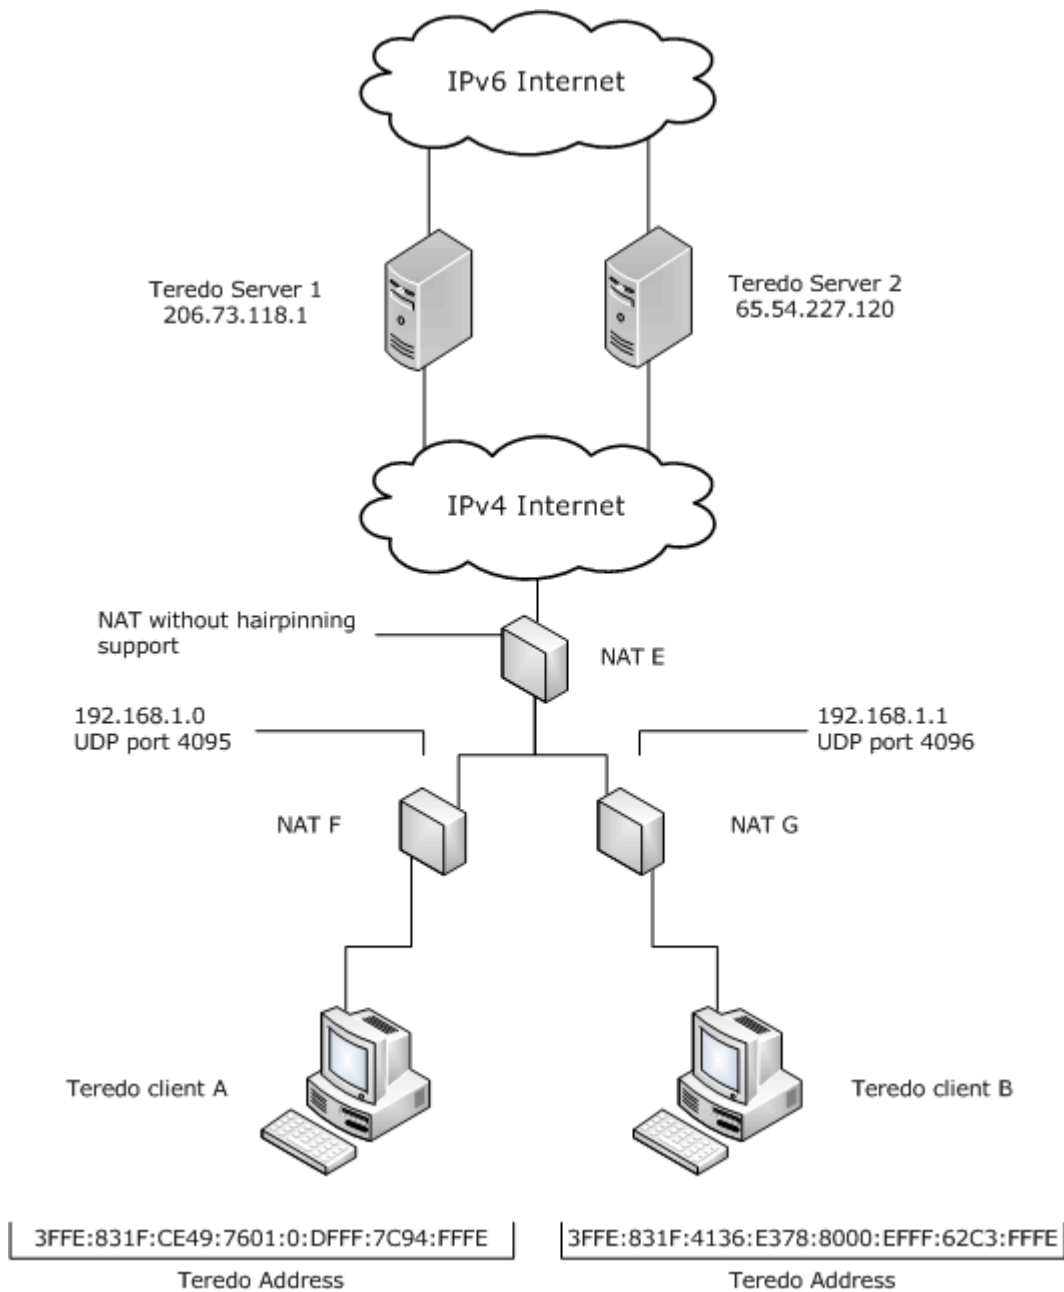 IPv6 Internet
Teredo Server 1
206.73.118.1
Teredo Server 2
65.54.227.120
IPv4 Internet
NAT without hairpinning
support
NAT E
192.168.1.0
UDP port 4095
192.168.1.1
UDP port 4096
NAT F
NAT G
Teredo client A
Teredo client B
3FFE:831F:CE49:7601:0:DFFF:7C94:FFFE
3FFE:831F:4136:E378:8000:EFFF:62C3:FFFE
Teredo Address
Teredo Address